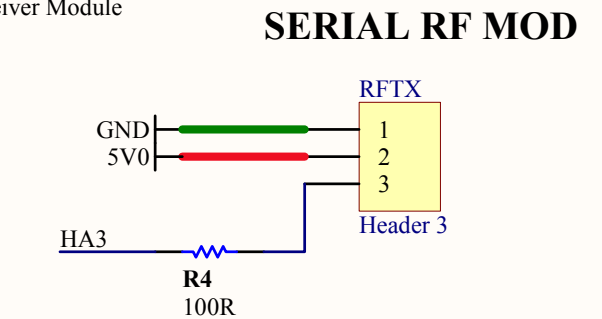 eiver Module
SERIAL RF MOD
RFTX
GND
1
5V0
2
3
Header 3
HA3
R4
100R